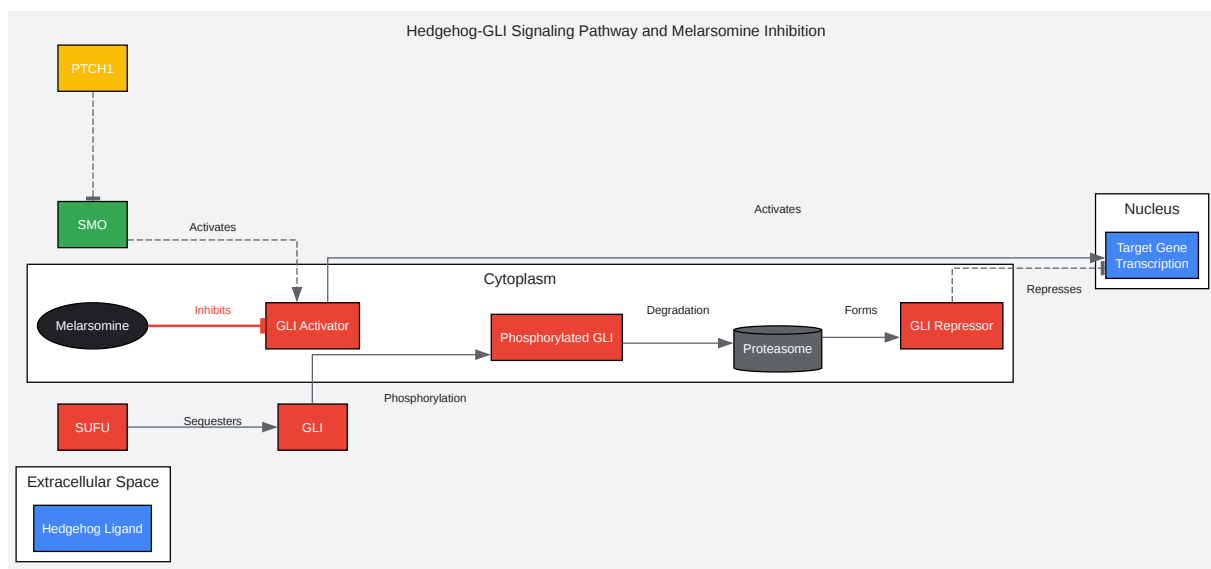 Hedgehog-GLI Signaling Pathway and Melarsomine Inhibition
PTCH1
SMO
Activates
Activates
Nucleus
Target Gene
Transcription
Represses
Cytoplasm
Melarsomine
Inhibits
GLI Activator
Phosphorylated GLI
Degradation
Proteasome
Forms
GLI Repressor
Phosphorylation
SUFU
Sequesters
GLI
Extracellular Space
Hedgehog Ligand